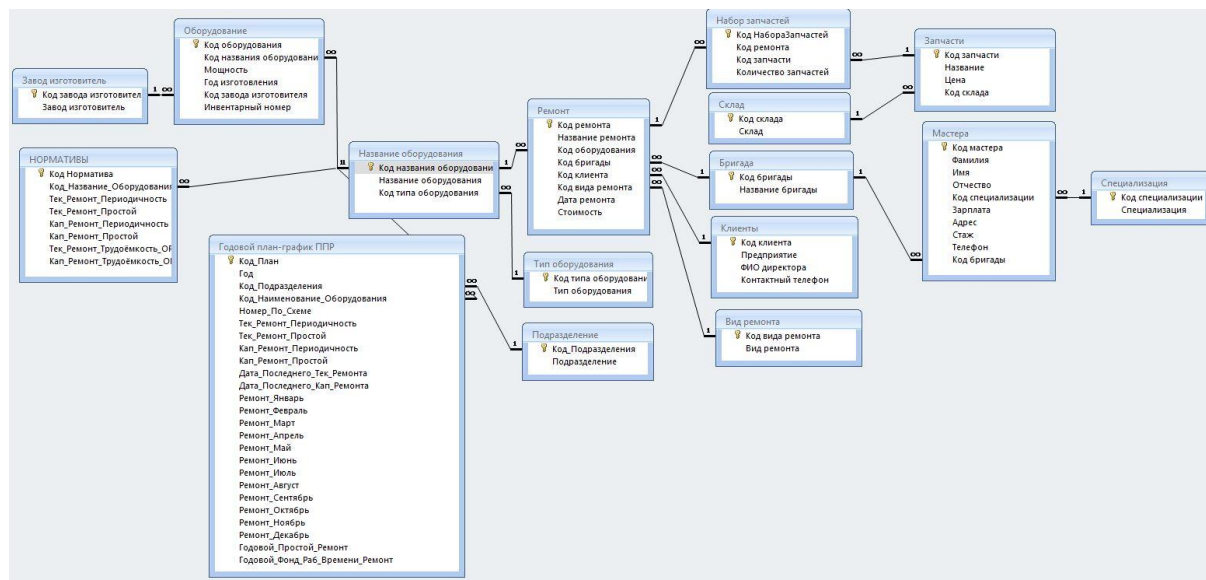 Завод изготовитель
Код завода изготовител
Завод изготовитель
Оборудование
Код оборудования
Код названия оборудовани
Мощность
Год изготовления
Код завода изготовителя
Инвентарный номер
НОРМАТИВЫ
Код Норматива
Код_Название_Оборудования
Тек_Ремонт_Периодичность
Тек_Ремонт_Простой
Кап_Ремонт_Периодичность
Кап_Ремонт_Простой
Тек_Ремонт_Трудоёмкость_ОР
Кап_Ремонт_Трудоёмкость_О
Название оборудования
Код названия оборудовани
Название оборудования
Код типа оборудования
Годовой план-график ППР
Код_План
Год
Код_Подразделения
Код_Наименование_Оборудования
Номер_По_Схеме
Тек_Ремонт_Периодичность
Тек_Ремонт_Простой
Кап_Ремонт_Периодичность
Кап_Ремонт_Простой
Дата_Последнего_Тек_Ремонта
Дата_Последнего_Кап_Ремонта
Ремонт_Январь
Ремонт_Февраль
Ремонт_Март
Ремонт_Апрель
Ремонт_Май
Ремонт_Июнь
Ремонт_Июль
Ремонт_Август
Ремонт_Сентябрь
Ремонт_Октябрь
Ремонт_Ноябрь
Ремонт_Декабрь
Годовой_Простой_Ремонт
Годовой_Фонд_Раб_Времени_Ремонт
Ремонт
Код ремонта
Название ремонта
Код оборудования
Код бригады
Код клиента
Код вида ремонта
Дата ремонта
Стоимость
Тип оборудования
Код типа оборудовани
Тип оборудования
Подразделение
Код_Подразделения
Подразделение
Набор запчастей
Код НабораЗапчастей
Код ремонта
Код запчасти
Количество запчастей
Склад
Код склада
Склад
Бригада
Код бригады
Название бригады
Клиенты
Код клиента
Предприятие
ФИО директора
Контактный телефон
Вид ремонта
Код вида ремонта
Вид ремонта
Запчасти
Код запчасти
Название
Цена
Код склада
Мастера
Код мастера
Фамилия
Имя
Отчество
Код специализации
Зарплата
Адрес
Стаж
Телефон
Код бригады
Специализация
Код специализации
Специализация